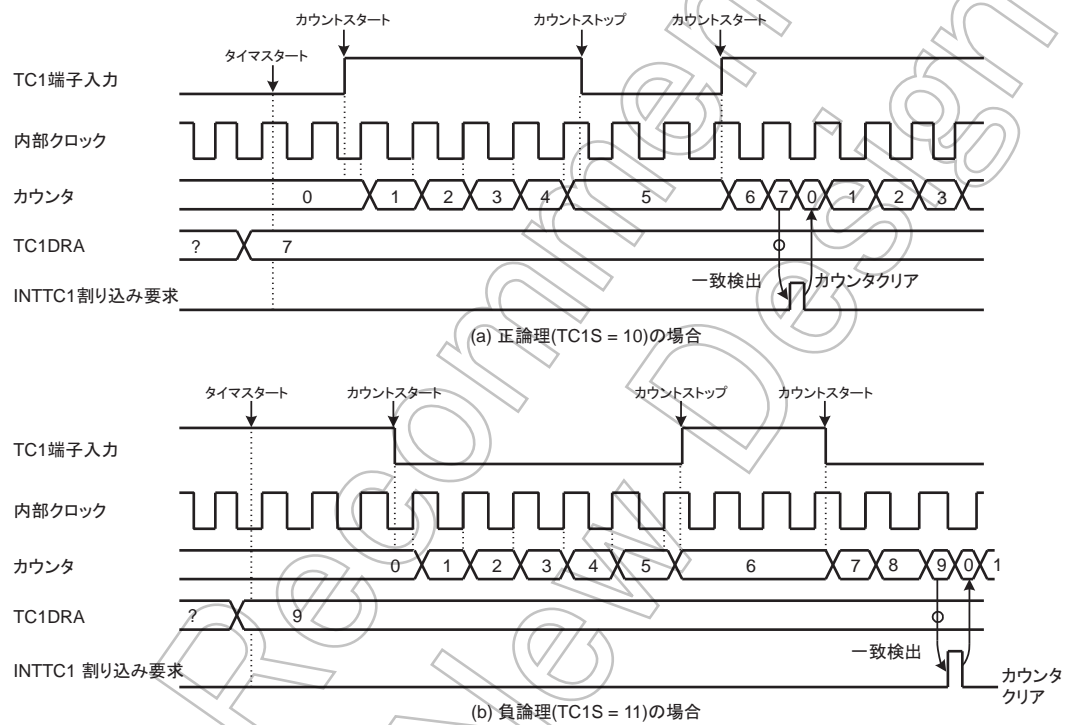 カウントスタート カウントストップ カウントスタート
タイマスタート
TC1端子入力
内部クロック
カウンタ 0 1 2 3 4 5 6 7 0 1 2 3
TC1DRA ? 7
一致検出 カウンタクリア
INTTC1割り込み要求
(a) 正論理(TC1S = 10)の場合
タイマスタート カウントスタート カウントストップ カウントスタート
TC1端子入力
内部クロック
カウンタ 0 1 2 3 4 5 6 7 8 9 0 1
TC1DRA ? 9
一致検出
INTTC1 割り込み要求 カウンタ
クリア
(b) 負論理(TC1S = 11)の場合
Recommen
New Design